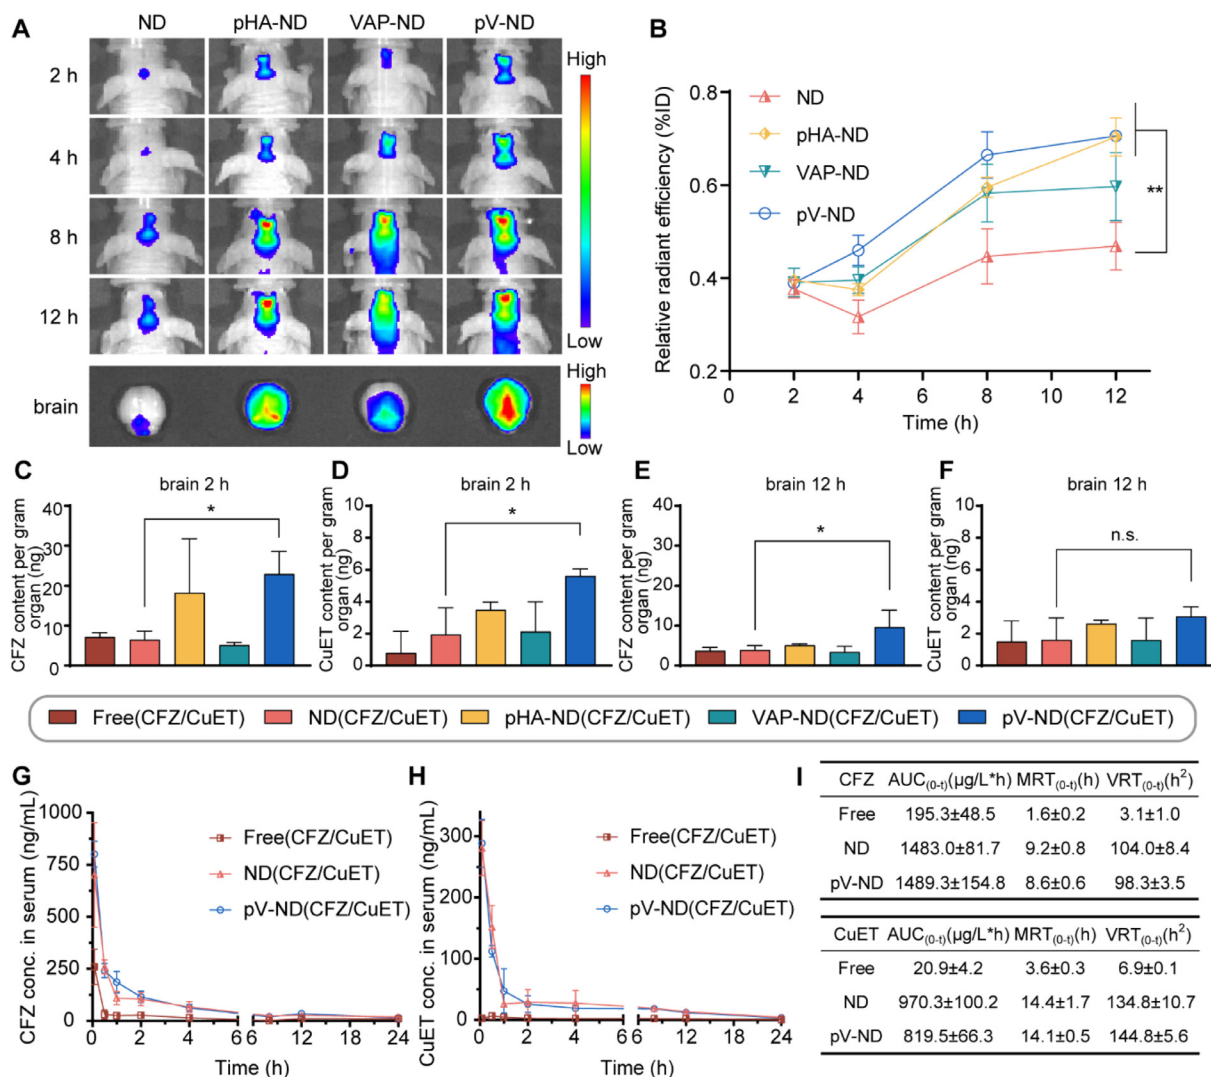 A
ND pHA-ND VAP-ND pV-ND
2 h
4 h
8 h
12 h
brain
High
Low
High
Low
B
Relative radiant efficiency (%ID)
0.8
0.6
0.4
0.2
0 2 4 6 8 10 12
Time (h)
ND
pHA-ND
VAP-ND
pV-ND
**
C
brain 2 h
CFZ content per gram organ (ng)
40
30
20
10
0
*
D
brain 2 h
CuET content per gram organ (ng)
10
8
6
4
2
0
*
E
brain 12 h
CFZ content per gram organ (ng)
40
30
20
10
0
*
F
brain 12 h
CuET content per gram organ (ng)
10
8
6
4
2
0
n.s.
Free(CFZ/CuET) ND(CFZ/CuET) pHA-ND(CFZ/CuET) VAP-ND(CFZ/CuET) pV-ND(CFZ/CuET)
G
CFZ conc. in serum (ng/mL)
1000
750
500
250
0
0 2 4 6 6 12 18 24
Time (h)
Free(CFZ/CuET)
ND(CFZ/CuET)
pV-ND(CFZ/CuET)
H
CuET conc. in serum (ng/mL)
300
200
100
0
0 2 4 6 6 12 18 24
Time (h)
Free(CFZ/CuET)
ND(CFZ/CuET)
pV-ND(CFZ/CuET)
I
CFZ AUC(0-t)(μg/L*h) MRT(0-t)(h) VRT(0-t)(h²)
Free 195.3±48.5 1.6±0.2 3.1±1.0
ND 1483.0±81.7 9.2±0.8 104.0±8.4
pV-ND 1489.3±154.8 8.6±0.6 98.3±3.5
CuET AUC(0-t)(μg/L*h) MRT(0-t)(h) VRT(0-t)(h²)
Free 20.9±4.2 3.6±0.3 6.9±0.1
ND 970.3±100.2 14.4±1.7 134.8±10.7
pV-ND 819.5±66.3 14.1±0.5 144.8±5.6